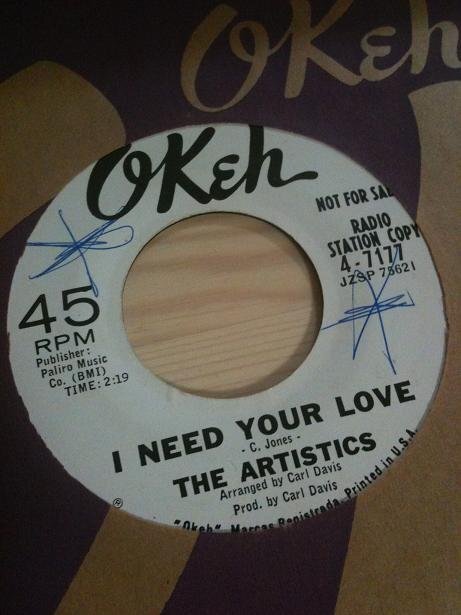 OKeh
OKeh
NOT FOR SAL
RADIO
STATION COPY
4-7177
JZSP 75621
45
RPM
Publisher:
Paliro Music
Co. (BMI)
TIME: 2:19
I NEED YOUR LOVE
- C. Jones -
THE ARTISTICS
Arranged by Carl Davis
Prod. by Carl Davis
®
"Okeh" Marcas Registrada. Printed in U.S.A.